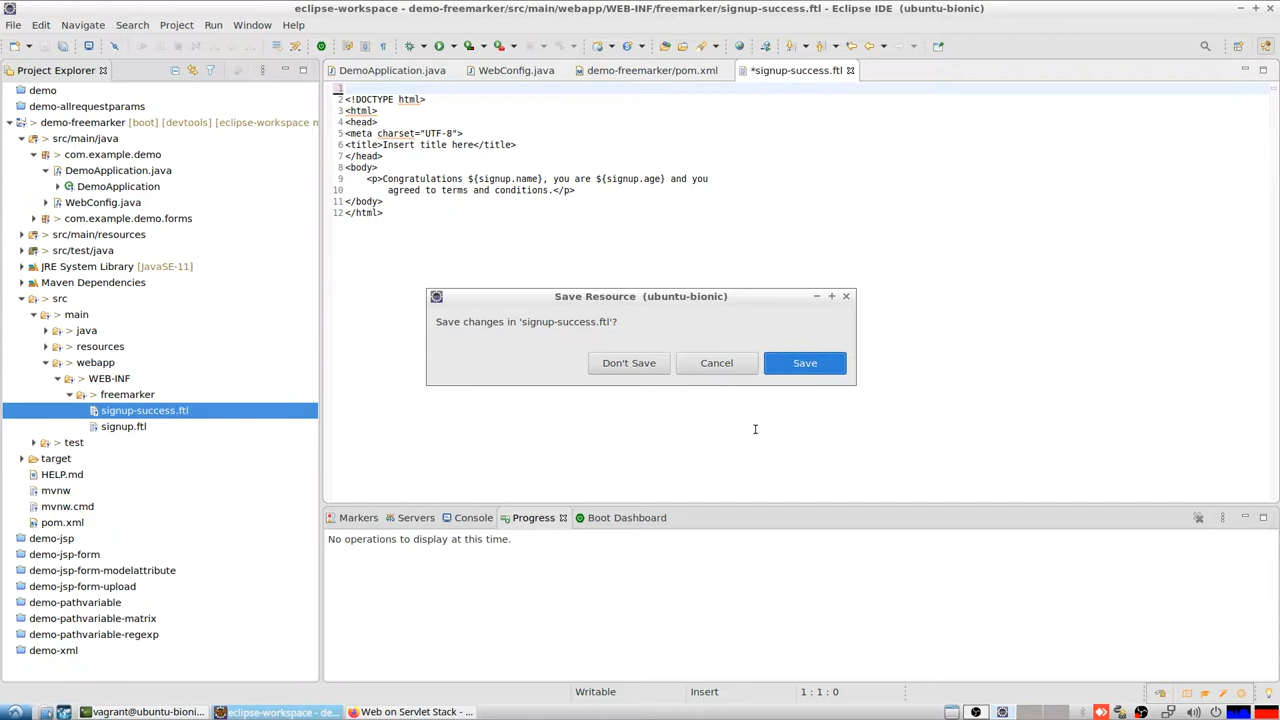 eclipse-workspace - demo-freemarker/src/main/webapp/WEB-INF/freemarker/signup-success.ftl - Eclipse IDE (ubuntu-bionic)
File Edit Navigate Search Project Run Window Help
Project Explorer
DemoApplication.java WebConfig.java demo-freemarker/pom.xml *signup-success.ftl
demo
demo-allrequestparams
> demo-freemarker [boot] [devtools] [eclipse-workspace m
> src/main/java
> com.example.demo
> DemoApplication.java
> DemoApplication
> WebConfig.java
> com.example.demo.forms
> src/main/resources
> src/test/java
JRE System Library [JavaSE-11]
Maven Dependencies
> src
> main
> java
> resources
> webapp
> WEB-INF
> freemarker
signup-success.ftl
signup.ftl
> test
> target
HELP.md
mvnw
mvnw.cmd
pom.xml
demo-jsp
demo-jsp-form
demo-jsp-form-modelattribute
demo-jsp-form-upload
demo-pathvariable
demo-pathvariable-matrix
demo-pathvariable-regexp
demo-xml
1
2 <!DOCTYPE html>
3 <html>
4 <head>
5 <meta charset="UTF-8">
6 <title>Insert title here</title>
7 </head>
8 <body>
9 <p>Congratulations ${signup.name}, you are ${signup.age} and you
10 agreed to terms and conditions.</p>
11 </body>
12 </html>
Save Resource (ubuntu-bionic)
Save changes in 'signup-success.ftl'?
Don't Save Cancel Save
Markers Servers Console Progress Boot Dashboard
No operations to display at this time.
Writable Insert 1 : 1 : 0
vagrant@ubuntu-bioni... eclipse-workspace - de... Web on Servlet Stack - ...